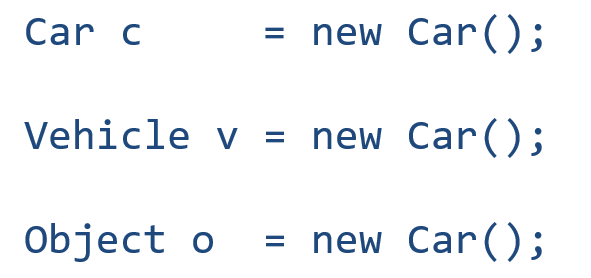 Car c     = new Car();
Vehicle v = new Car();
Object o  = new Car();